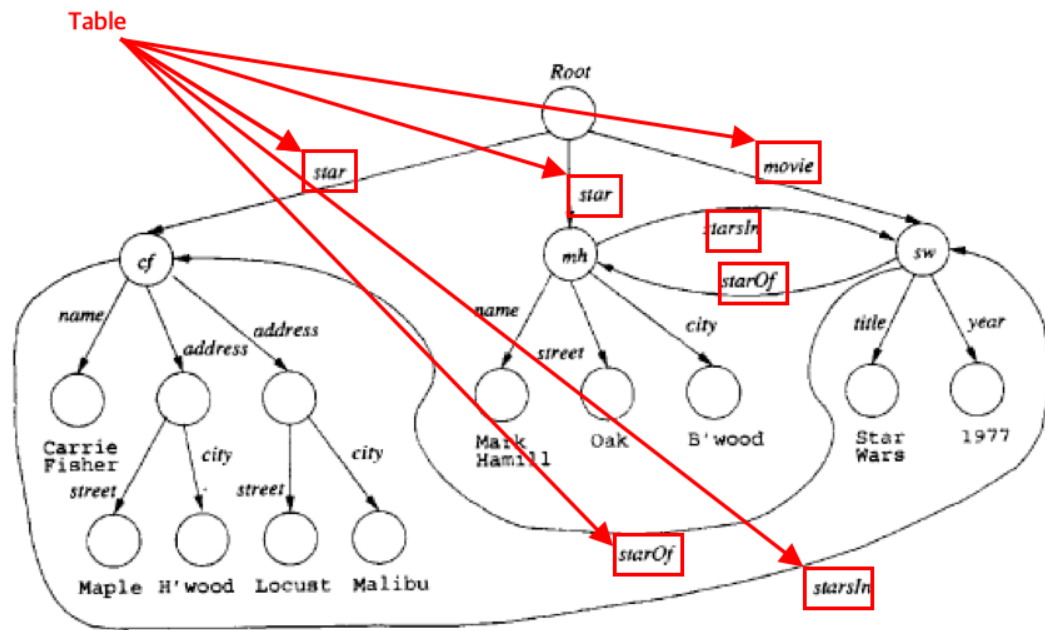 Table
Root
star
star
movie
starsIn
cf
mh
starOf
sw
name
address
address
name
street
city
title
year
Carrie
Fisher
street
city
street
city
Mark
Hamill
Oak
B'wood
Star
Wars
1977
Maple
H'wood
Locust
Malibu
starOf
starsIn